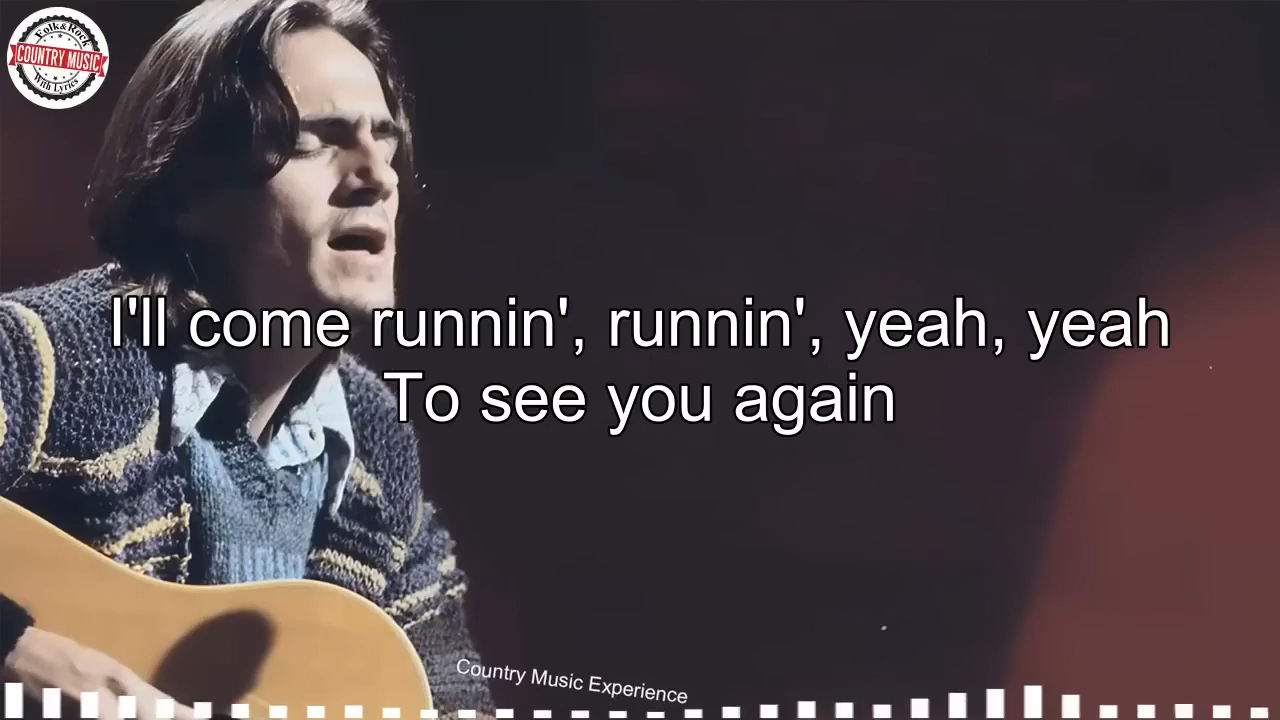 Folk&Rock
COUNTRY MUSIC
With Lyrics
I'll come runnin', runnin', yeah, yeah
To see you again
Country Music Experience